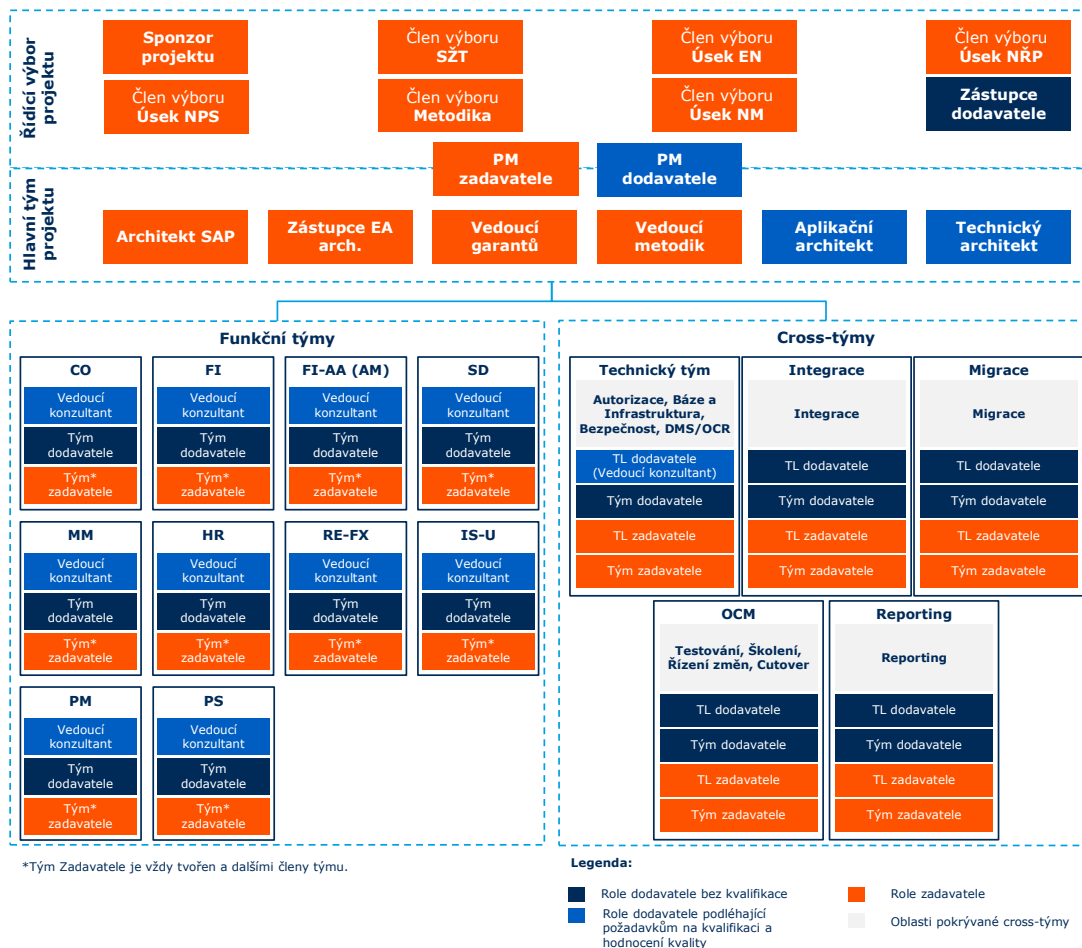 Řídící výbor
projektu
Sponzor
projektu
Člen výboru
SŽT
Člen výboru
Úsek EN
Člen výboru
Úsek NŘP
Člen výboru
Úsek NPS
Člen výboru
Metodika
Člen výboru
Úsek NM
Zástupce
dodavatele
PM
zadavatele
PM
dodavatele
Hlavní tým
projektu
Architekt SAP
Zástupce EA
arch.
Vedoucí
garantů
Vedoucí
metodik
Aplikační
architekt
Technický
architekt
Funkční týmy
CO
Vedoucí
konzultant
Tým
dodavatele
Tým*
zadavatele
FI
Vedoucí
konzultant
Tým
dodavatele
Tým*
zadavatele
FI-AA (AM)
Vedoucí
konzultant
Tým
dodavatele
Tým*
zadavatele
SD
Vedoucí
konzultant
Tým
dodavatele
Tým*
zadavatele
MM
Vedoucí
konzultant
Tým
dodavatele
Tým*
zadavatele
HR
Vedoucí
konzultant
Tým
dodavatele
Tým*
zadavatele
RE-FX
Vedoucí
konzultant
Tým
dodavatele
Tým*
zadavatele
IS-U
Vedoucí
konzultant
Tým
dodavatele
Tým*
zadavatele
PM
Vedoucí
konzultant
Tým
dodavatele
Tým*
zadavatele
PS
Vedoucí
konzultant
Tým
dodavatele
Tým*
zadavatele
Cross-týmy
Technický tým
Autorizace, Báze a
Infrastruktura,
Bezpečnost, DMS/OCR
TL dodavatele
(Vedoucí konzultant)
Tým dodavatele
TL zadavatele
Tým zadavatele
Integrace
Integrace
TL dodavatele
Tým dodavatele
TL zadavatele
Tým zadavatele
Migrace
Migrace
TL dodavatele
Tým dodavatele
TL zadavatele
Tým zadavatele
OCM
Testování, Školení,
Řízení změn, Cutover
TL dodavatele
Tým dodavatele
TL zadavatele
Tým zadavatele
Reporting
Reporting
TL dodavatele
Tým dodavatele
TL zadavatele
Tým zadavatele
*Tým Zadavatele je vždy tvořen a dalšími členy týmu.
Legenda:
Role dodavatele bez kvalifikace
Role dodavatele podléhající
požadavkům na kvalifikaci a
hodnocení kvality
Role zadavatele
Oblasti pokrývané cross-týmy